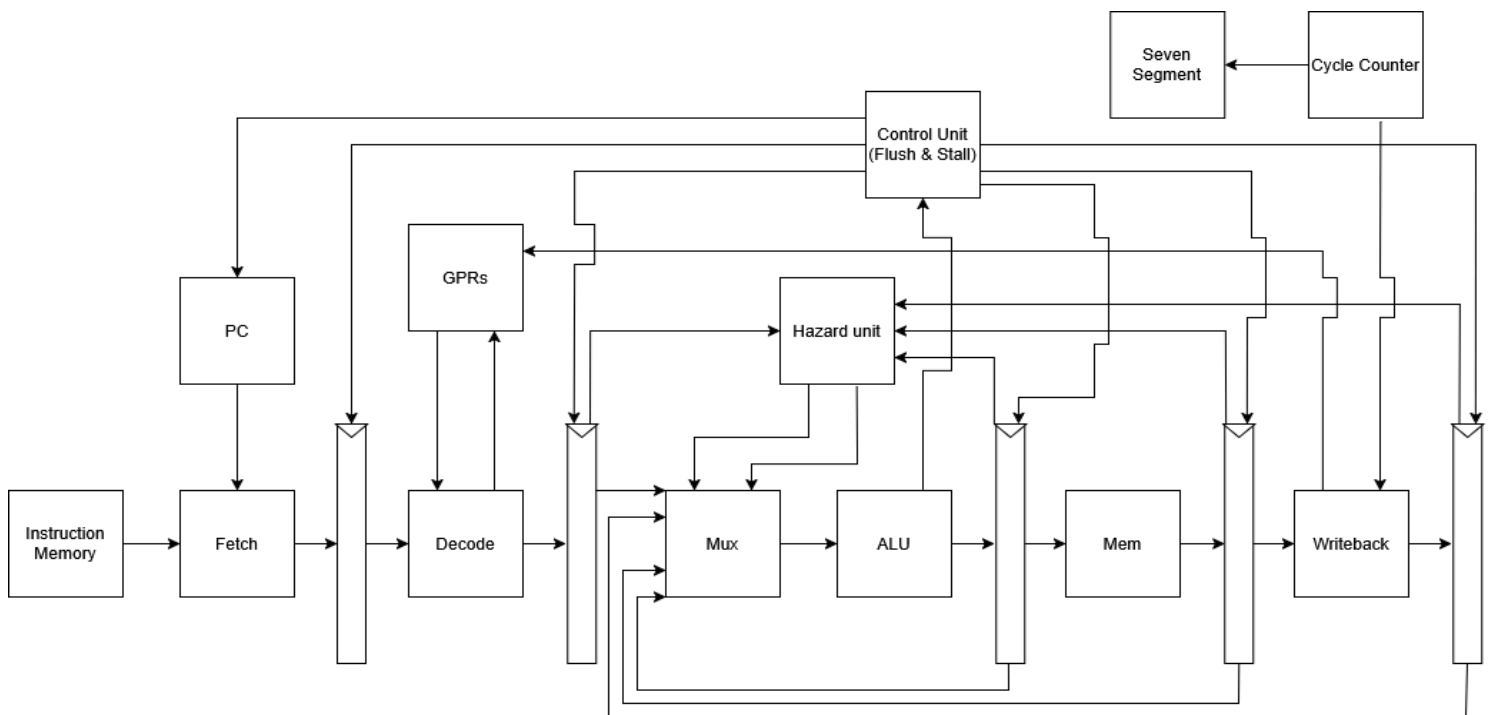 Seven
Segment
Cycle Counter
Control Unit
(Flush & Stall)
GPRs
PC
Hazard unit
Instruction
Memory
Fetch
Decode
Mux
ALU
Mem
Writeback